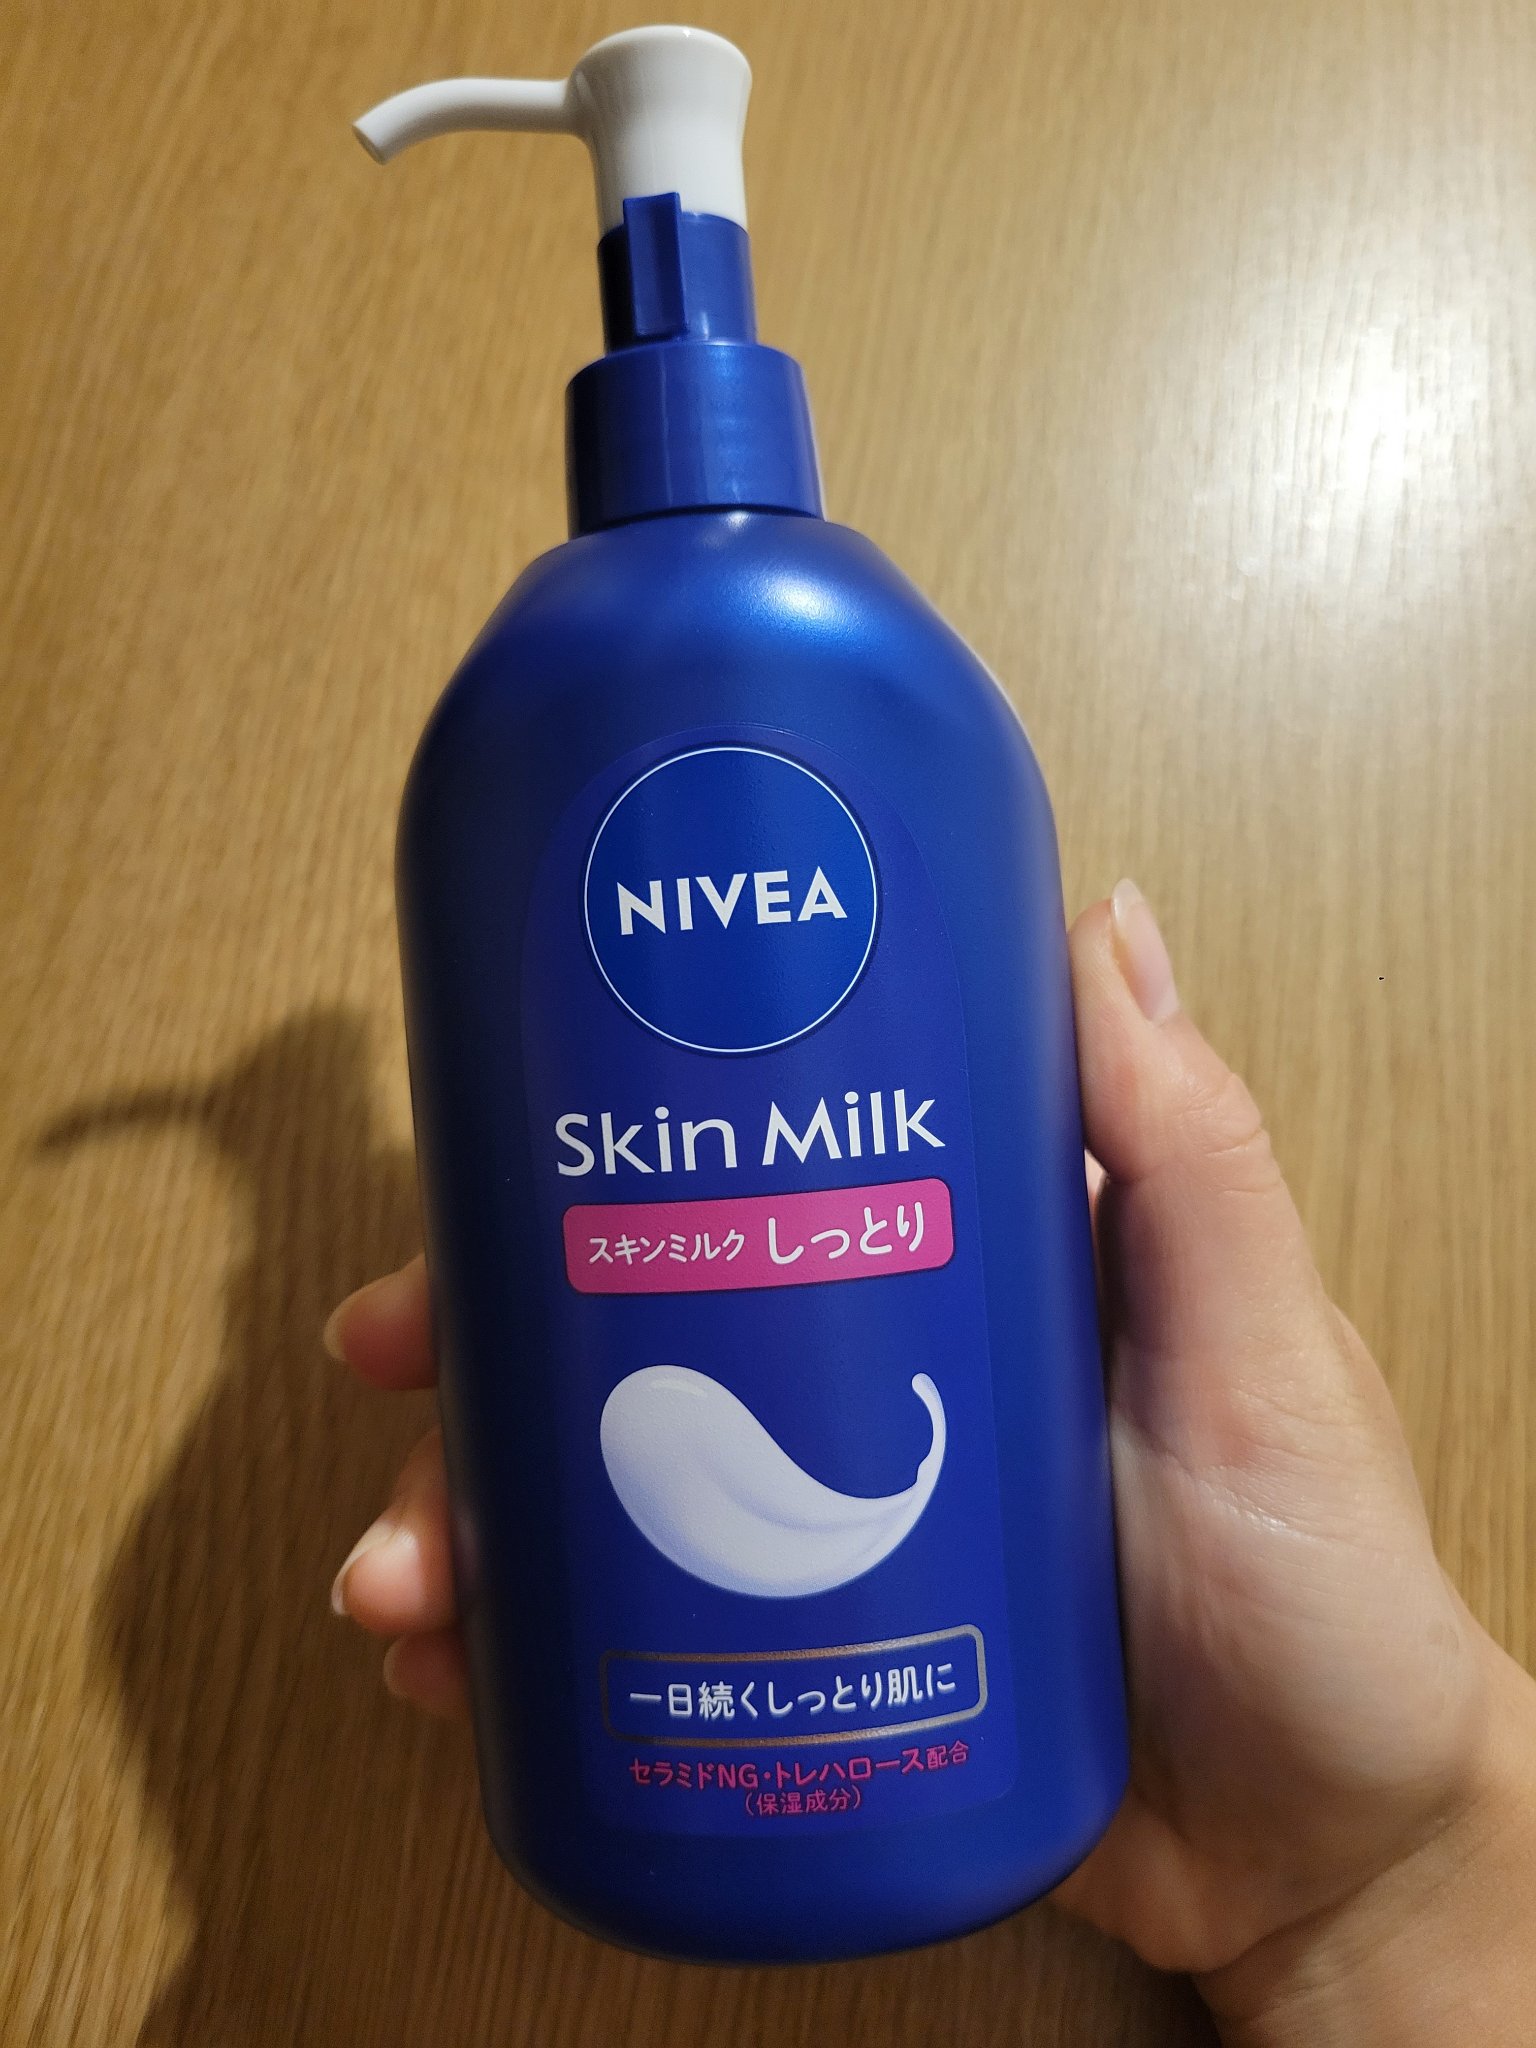 NIVEA
Skin Milk
スキンミルク しっとり
一日続くしっとり肌に
セラミドNG・トレハロース配合
（保湿成分）